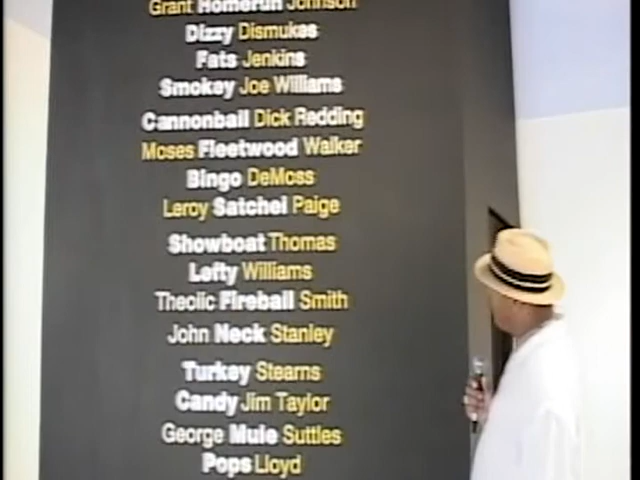 Grant Homerun Johnson
Dizzy Dismukes
Fats Jenkins
Smokey Joe Williams
Cannonball Dick Redding
Moses Fleetwood Walker
Bingo DeMoss
Leroy Satchel Paige
Showboat Thomas
Lefty Williams
Theolic Fireball Smith
John Neck Stanley
Turkey Stearns
Candy Jim Taylor
George Mule Suttles
Pops Lloyd